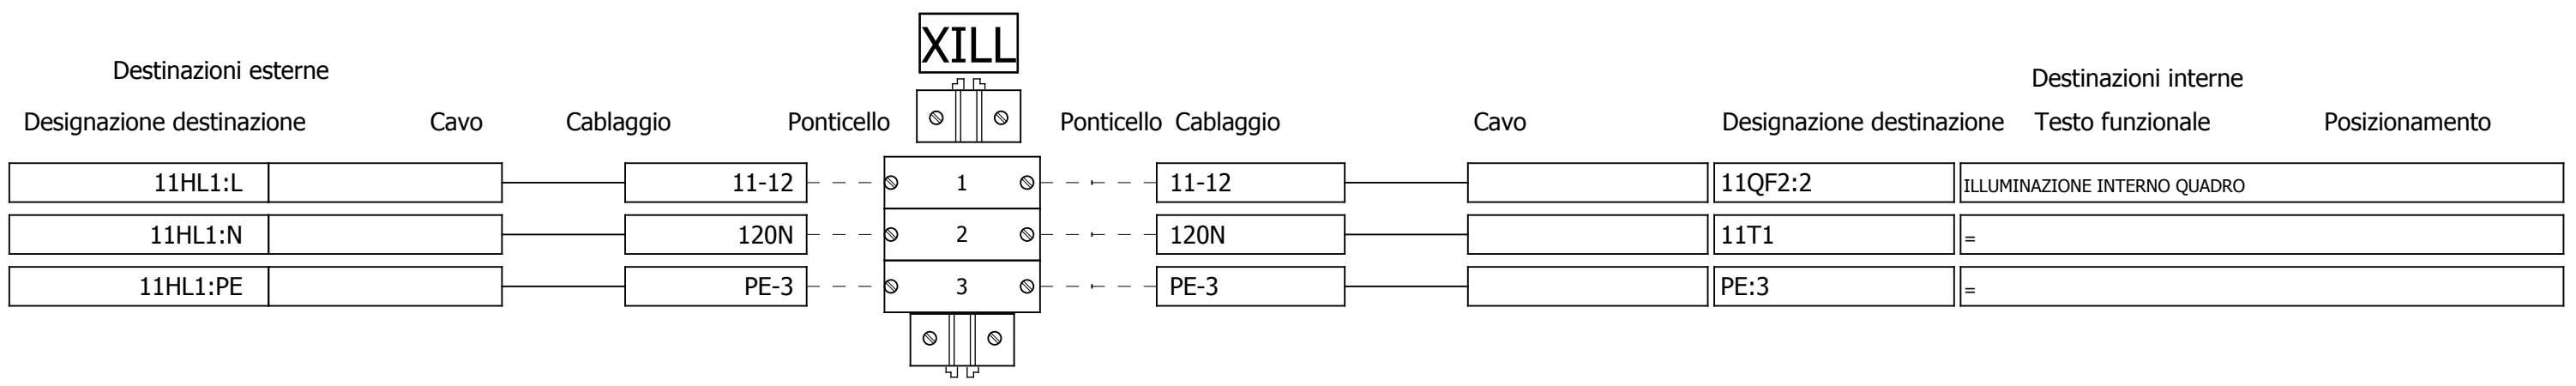 XILL
Destinazioni esterne
Destinazioni interne
Designazione destinazione Cavo Cablaggio Ponticello Ponticello Cablaggio Cavo Designazione destinazione Testo funzionale Posizionamento
11HL1:L 11-12 1 11-12 11QF2:2 ILLUMINAZIONE INTERNO QUADRO
11HL1:N 120N 2 120N 11T1 =
11HL1:PE PE-3 3 PE-3 PE:3 =